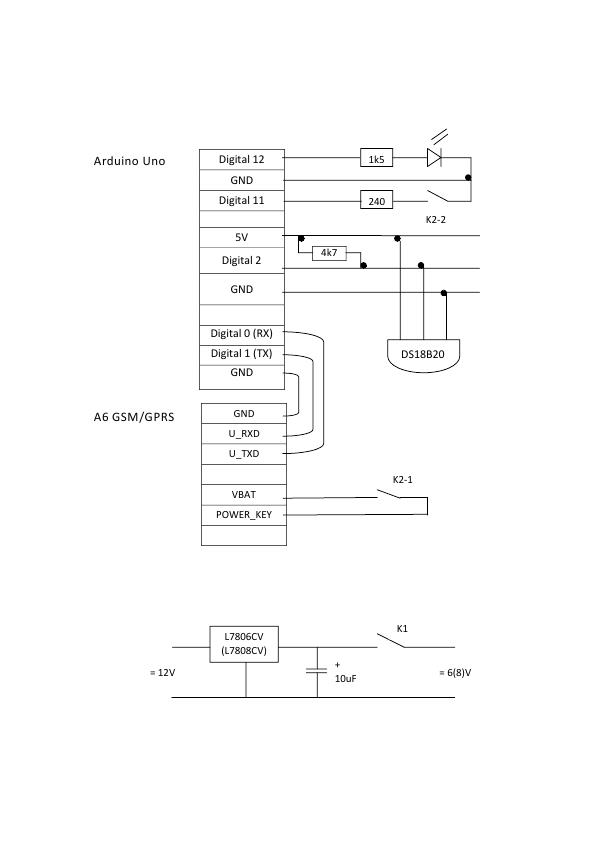 Arduino Uno
Digital 12
1k5
GND
Digital 11
240
K2-2
5V
4k7
Digital 2
GND
Digital 0 (RX)
Digital 1 (TX)
DS18B20
GND
A6 GSM/GPRS
GND
U_RXD
U_TXD
K2-1
VBAT
POWER_KEY
L7806CV
(L7808CV)
K1
+
10uF
= 12V
= 6(8)V